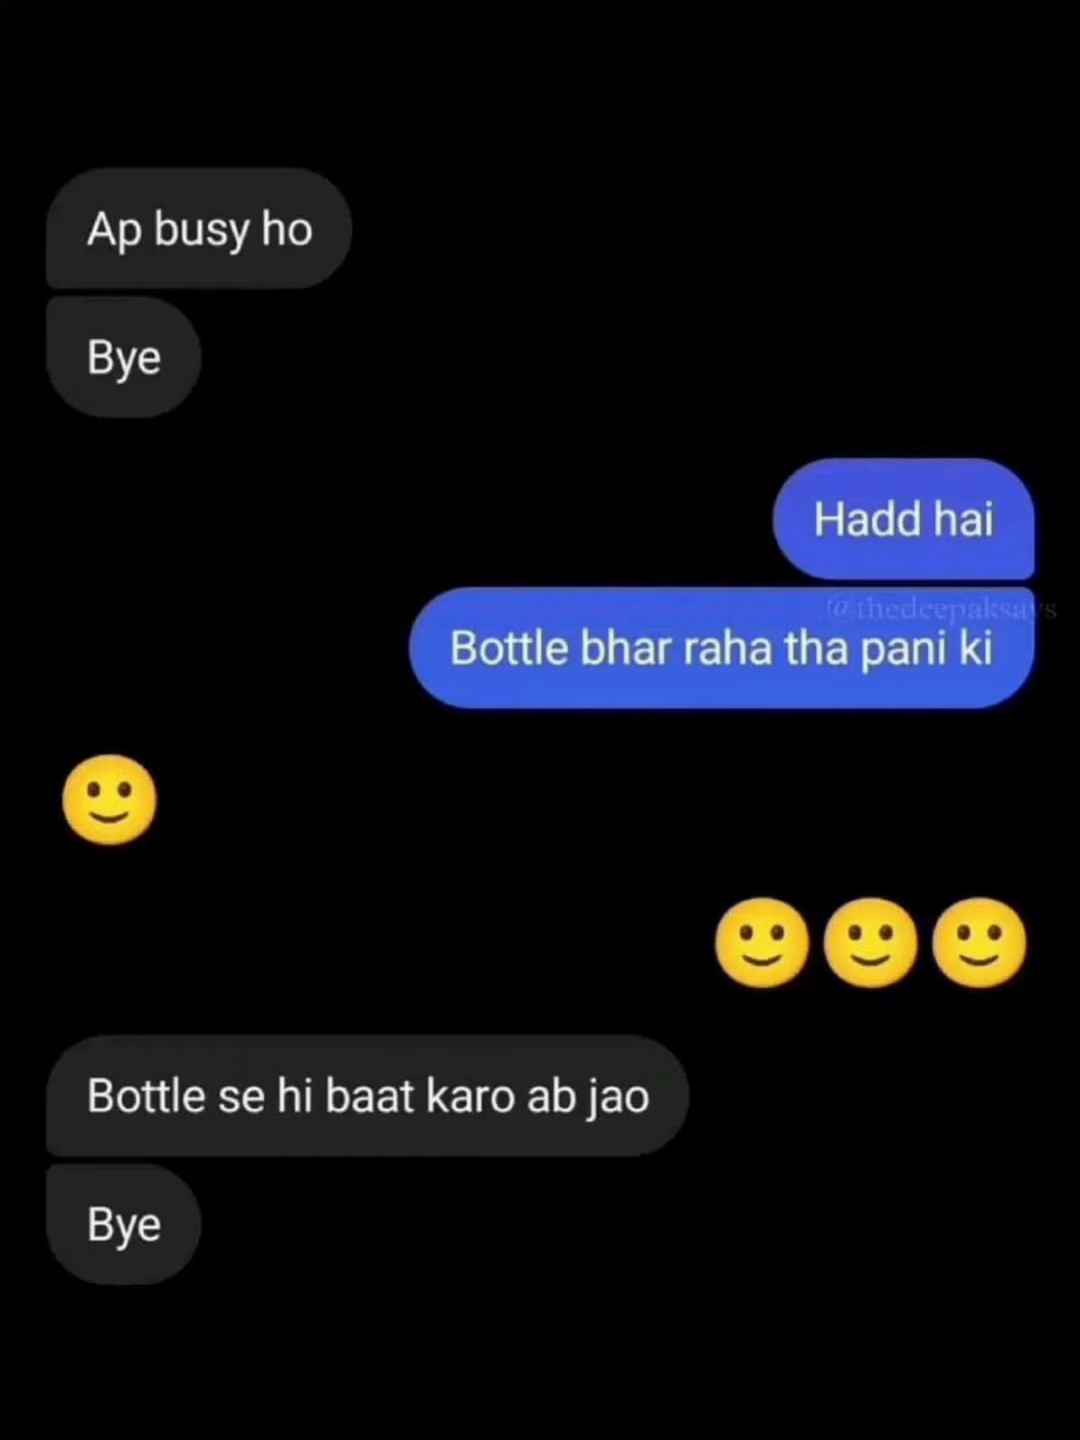 Ap busy ho
Bye
Hadd hai
@thedeepaksays
Bottle bhar raha tha pani ki
🙂
🙂🙂🙂
Bottle se hi baat karo ab jao
Bye